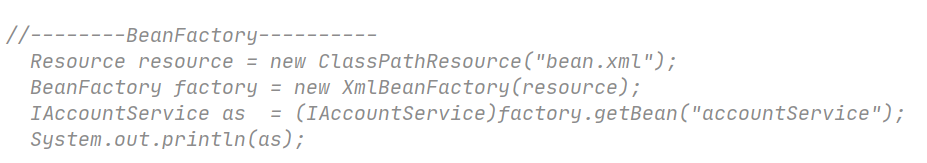 //--------BeanFactory----------
Resource resource = new ClassPathResource("bean.xml");
BeanFactory factory = new XmlBeanFactory(resource);
IAccountService as  = (IAccountService)factory.getBean("accountService");
System.out.println(as);